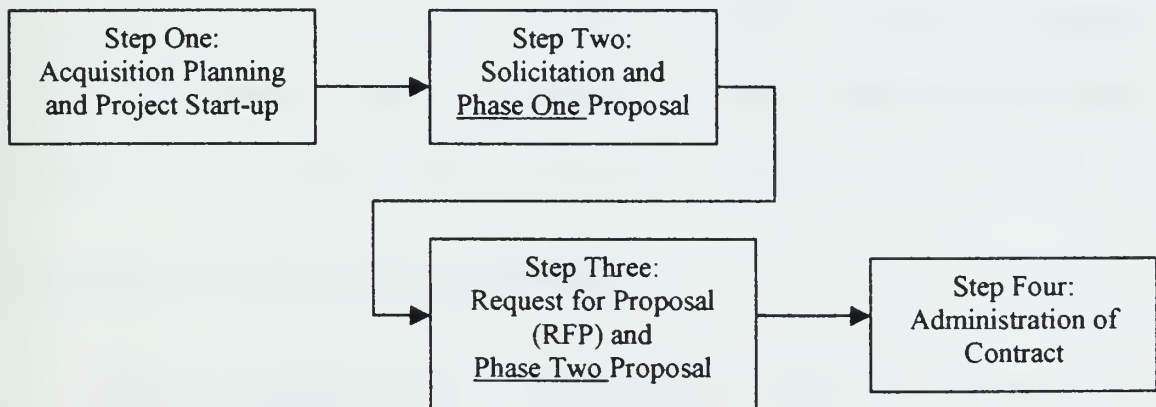 Step One:
Acquisition Planning
and Project Start-up
Step Two:
Solicitation and
Phase One Proposal
Step Three:
Request for Proposal
(RFP) and
Phase Two Proposal
Step Four:
Administration of
Contract